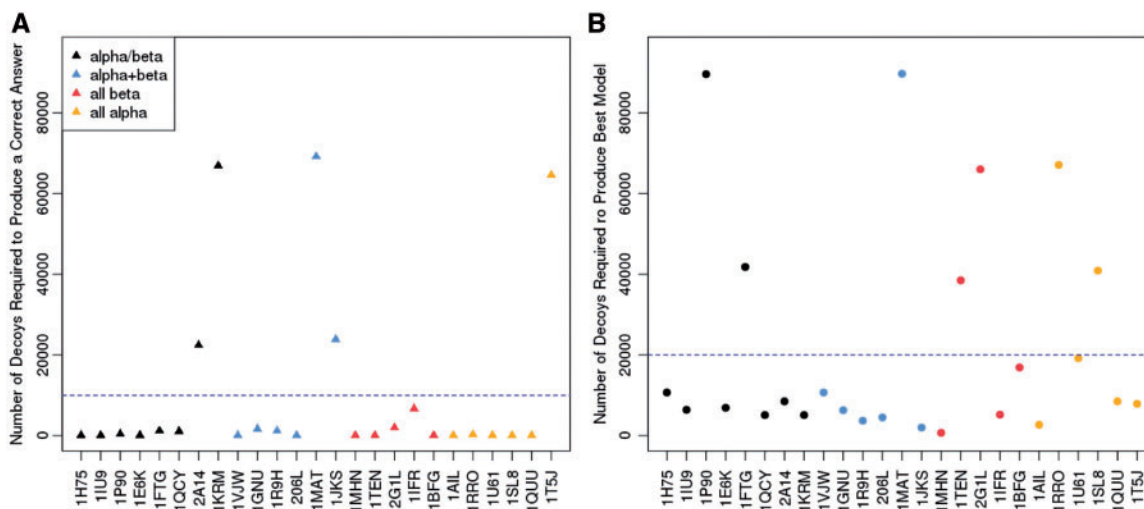 A
Number of Decoys Required to Produce a Correct Answer
80000
60000
40000
20000
0
alpha/beta
alpha+beta
all beta
all alpha
1H75
1IU9
1P90
1E6K
1FTG
1QCY
2A14
1KRM
1VJW
1GNU
1R9H
206L
1MAT
1JKS
1MHN
1TEN
2G1L
1IFR
1BFG
1AIL
1RRO
1U61
1SL8
1QUU
1T5J
B
Number of Decoys Required ro Produce Best Model
80000
60000
40000
20000
0
1H75
1IU9
1P90
1E6K
1FTG
1QCY
2A14
1KRM
1VJW
1GNU
1R9H
206L
1MAT
1JKS
1MHN
1TEN
2G1L
1IFR
1BFG
1AIL
1RRO
1U61
1SL8
1QUU
1T5J